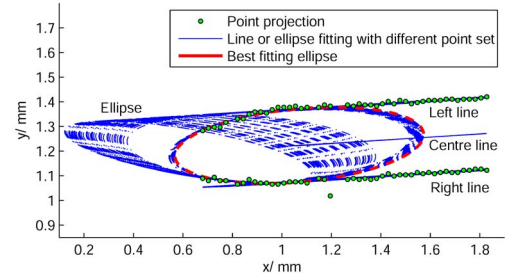 Point projection
Line or ellipse fitting with different point set
Best fitting ellipse
1.7
1.6
1.5
1.4
1.3
1.2
1.1
1
0.9
y/ mm
Ellipse
Left line
Centre line
Right line
0.2 0.4 0.6 0.8 1 1.2 1.4 1.6 1.8
x/ mm